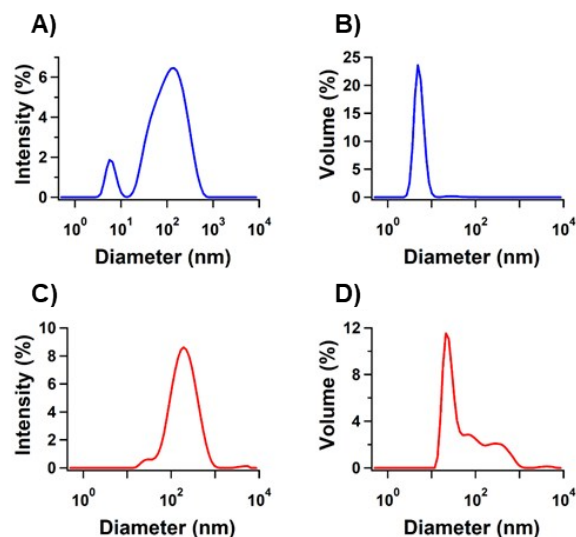 A)
Intensity (%)
6
4
2
0
10^0 10^1 10^2 10^3 10^4
Diameter (nm)
B)
Volume (%)
25
20
15
10
5
0
10^0 10^2 10^4
Diameter (nm)
C)
Intensity (%)
10
8
6
4
2
0
10^0 10^2 10^4
Diameter (nm)
D)
Volume (%)
12
8
4
0
10^0 10^2 10^4
Diameter (nm)